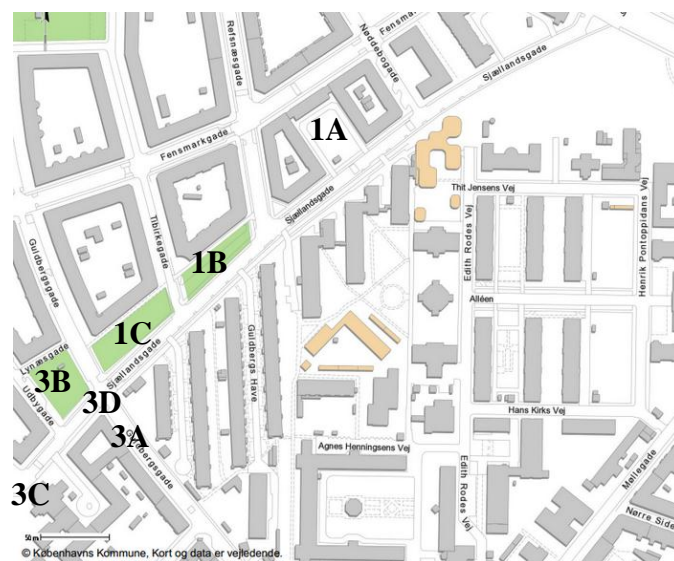 Refsnæsgade
Nøddebogade
Fensmarkgade
Sjællandsgade
1A
Fensmarkgade
Thit Jensens Vej
Sjællandsgade
Henrik Pontoppidans Vej
Tibirkegade
Edith Rodes Vej
Guldbergsgade
1B
Alléen
1C
Guldbergs Have
Lynæsgade
3B
Sjællandsgade
Udbygade
3D
Hans Kirks Vej
3A
Guldbergsgade
Agnes Henningsens Vej
Edith Rodes Vej
Møllegade
3C
Nørre Side
50 m
© Københavns Kommune, Kort og data er vejledende.